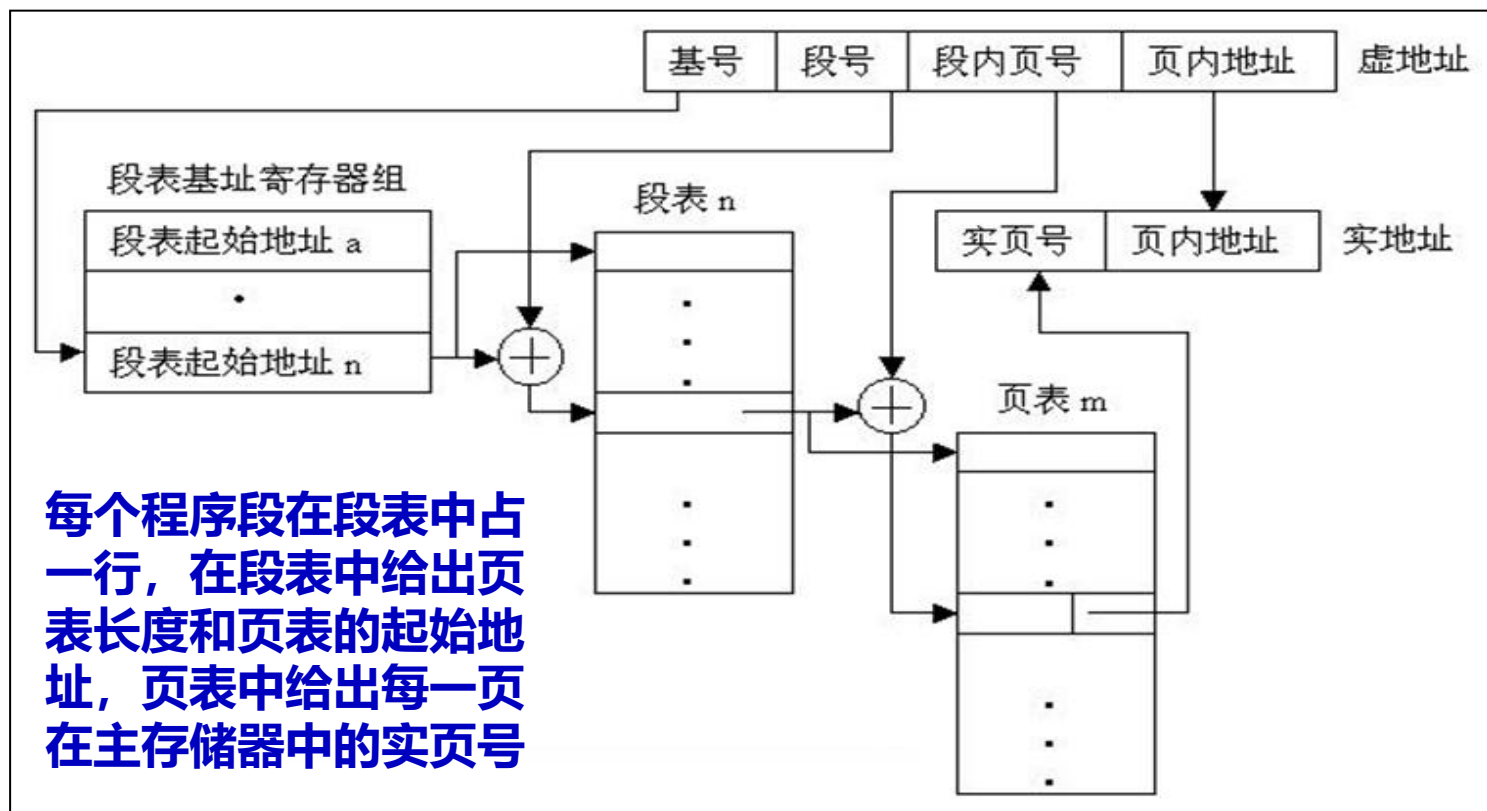 基号 段号 段内页号 页内地址 虚地址
段表基址寄存器组
段表 n
段表起始地址 a
实页号 页内地址 实地址
段表起始地址 n
页表 m
每个程序段在段表中占
一行，在段表中给出页
表长度和页表的起始地
址，页表中给出每一页
在主存储器中的实页号